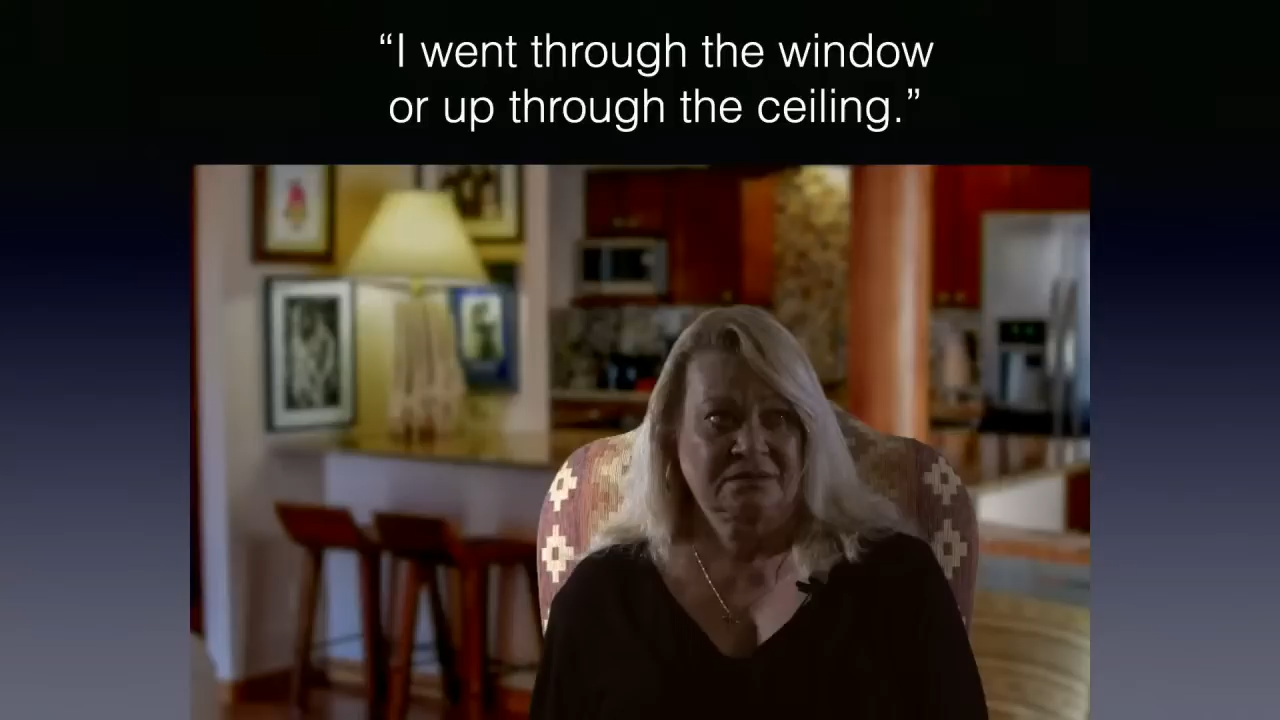 “I went through the window
or up through the ceiling.”